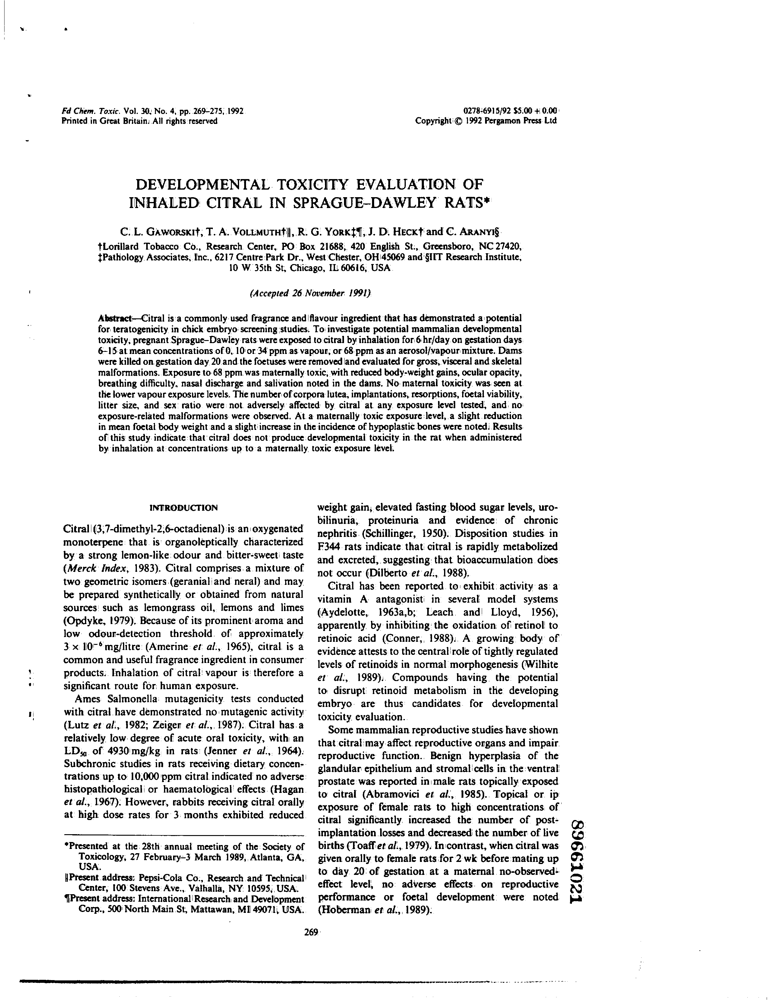 Fd Chem. Toxic. Vol. 30, No. 4, pp. 269–275, 1992
Printed in Great Britain. All rights reserved
0278-6915/92 $5.00 + 0.00
Copyright © 1992 Pergamon Press Ltd
DEVELOPMENTAL TOXICITY EVALUATION OF
INHALED CITRAL IN SPRAGUE–DAWLEY RATS*
C. L. GAWORSKI†, T. A. VOLLMUTH†‖, R. G. YORK‡¶, J. D. HECK† and C. ARANYI§
†Lorillard Tobacco Co., Research Center, PO Box 21688, 420 English St., Greensboro, NC 27420,
‡Pathology Associates, Inc., 6217 Centre Park Dr., West Chester, OH 45069 and §IIT Research Institute,
10 W 35th St, Chicago, IL 60616, USA
(Accepted 26 November 1991)
Abstract—Citral is a commonly used fragrance and flavour ingredient that has demonstrated a potential
for teratogenicity in chick embryo screening studies. To investigate potential mammalian developmental
toxicity, pregnant Sprague–Dawley rats were exposed to citral by inhalation for 6 hr/day on gestation days
6–15 at mean concentrations of 0, 10 or 34 ppm as vapour, or 68 ppm as an aerosol/vapour mixture. Dams
were killed on gestation day 20 and the foetuses were removed and evaluated for gross, visceral and skeletal
malformations. Exposure to 68 ppm was maternally toxic, with reduced body-weight gains, ocular opacity,
breathing difficulty, nasal discharge and salivation noted in the dams. No maternal toxicity was seen at
the lower vapour exposure levels. The number of corpora lutea, implantations, resorptions, foetal viability,
litter size, and sex ratio were not adversely affected by citral at any exposure level tested, and no
exposure-related malformations were observed. At a maternally toxic exposure level, a slight reduction
in mean foetal body weight and a slight increase in the incidence of hypoplastic bones were noted. Results
of this study indicate that citral does not produce developmental toxicity in the rat when administered
by inhalation at concentrations up to a maternally toxic exposure level.
INTRODUCTION
Citral (3,7-dimethyl-2,6-octadienal) is an oxygenated
monoterpene that is organoleptically characterized
by a strong lemon-like odour and bitter-sweet taste
(Merck Index, 1983). Citral comprises a mixture of
two geometric isomers (geranial and neral) and may
be prepared synthetically or obtained from natural
sources such as lemongrass oil, lemons and limes
(Opdyke, 1979). Because of its prominent aroma and
low odour-detection threshold of approximately
3 × 10⁻⁶ mg/litre (Amerine et al., 1965), citral is a
common and useful fragrance ingredient in consumer
products. Inhalation of citral vapour is therefore a
significant route for human exposure.
Ames Salmonella mutagenicity tests conducted
with citral have demonstrated no mutagenic activity
(Lutz et al., 1982; Zeiger et al., 1987). Citral has a
relatively low degree of acute oral toxicity, with an
LD₅₀ of 4930 mg/kg in rats (Jenner et al., 1964).
Subchronic studies in rats receiving dietary concen-
trations up to 10,000 ppm citral indicated no adverse
histopathological or haematological effects (Hagan
et al., 1967). However, rabbits receiving citral orally
at high dose rates for 3 months exhibited reduced
*Presented at the 28th annual meeting of the Society of
Toxicology, 27 February–3 March 1989, Atlanta, GA,
USA.
‖Present address: Pepsi-Cola Co., Research and Technical
Center, 100 Stevens Ave., Valhalla, NY 10595, USA.
¶Present address: International Research and Development
Corp., 500 North Main St, Mattawan, MI 49071, USA.
weight gain, elevated fasting blood sugar levels, uro-
bilinuria, proteinuria and evidence of chronic
nephritis (Schillinger, 1950). Disposition studies in
F344 rats indicate that citral is rapidly metabolized
and excreted, suggesting that bioaccumulation does
not occur (Dilberto et al., 1988).
Citral has been reported to exhibit activity as a
vitamin A antagonist in several model systems
(Aydelotte, 1963a,b; Leach and Lloyd, 1956),
apparently by inhibiting the oxidation of retinol to
retinoic acid (Conner, 1988). A growing body of
evidence attests to the central role of tightly regulated
levels of retinoids in normal morphogenesis (Wilhite
et al., 1989). Compounds having the potential
to disrupt retinoid metabolism in the developing
embryo are thus candidates for developmental
toxicity evaluation.
Some mammalian reproductive studies have shown
that citral may affect reproductive organs and impair
reproductive function. Benign hyperplasia of the
glandular epithelium and stromal cells in the ventral
prostate was reported in male rats topically exposed
to citral (Abramovici et al., 1985). Topical or ip
exposure of female rats to high concentrations of
citral significantly increased the number of post-
implantation losses and decreased the number of live
births (Toaff et al., 1979). In contrast, when citral was
given orally to female rats for 2 wk before mating up
to day 20 of gestation at a maternal no-observed-
effect level, no adverse effects on reproductive
performance or foetal development were noted
(Hoberman et al., 1989).
269
89661021